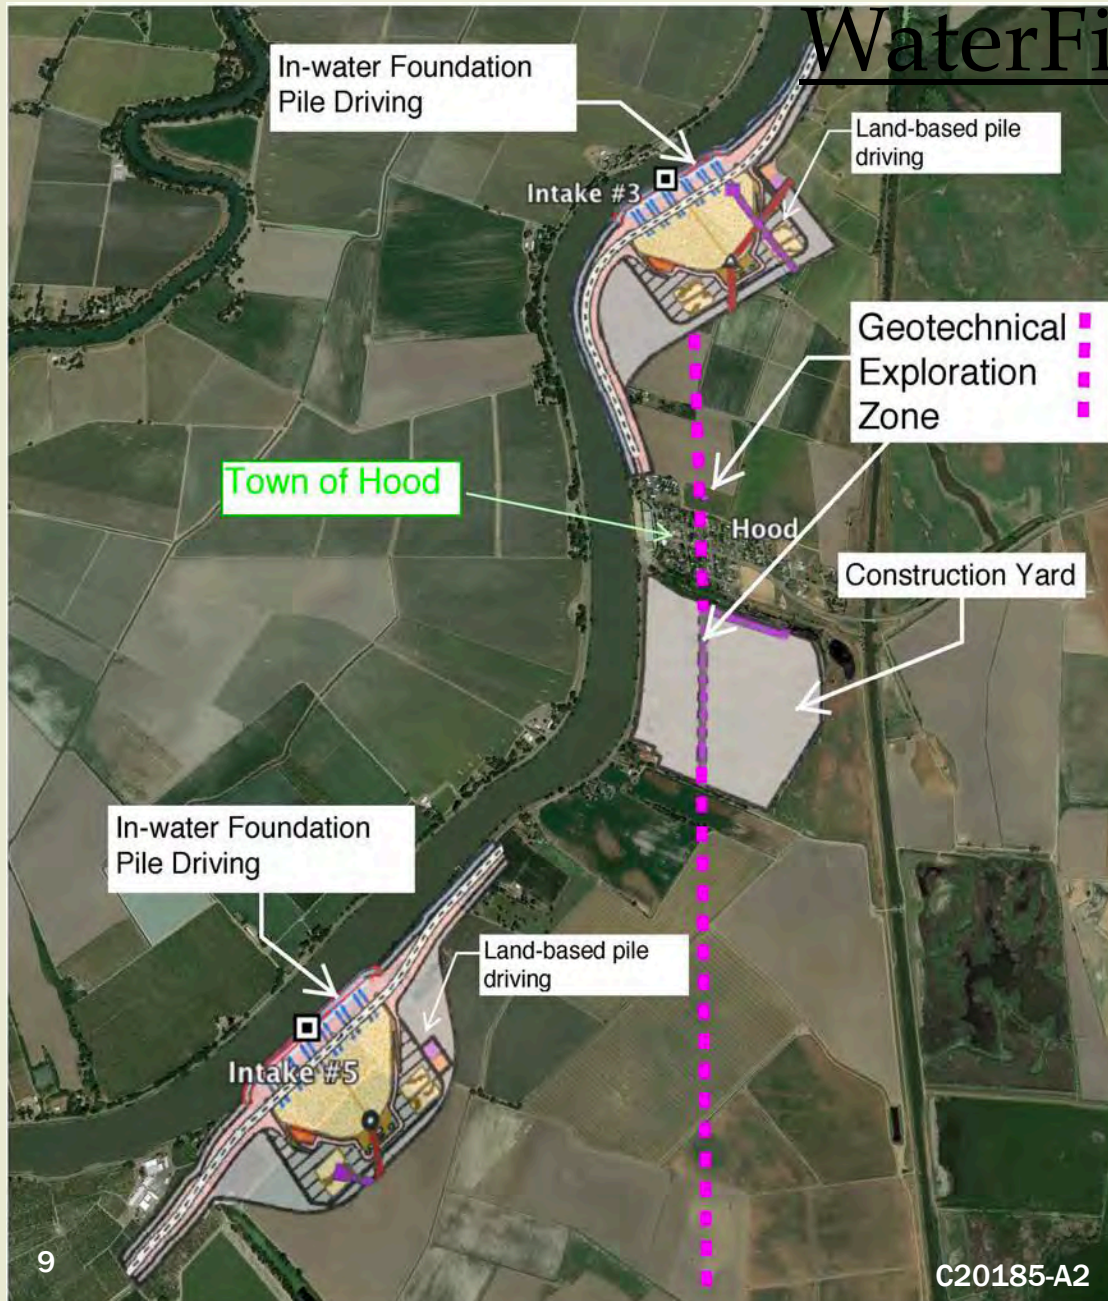 WaterFi
In-water Foundation
Pile Driving
Land-based pile
driving
Intake #3
Geotechnical
Exploration
Zone
Town of Hood
Hood
Construction Yard
In-water Foundation
Pile Driving
Land-based pile
driving
Intake #5
9
C20185-A2